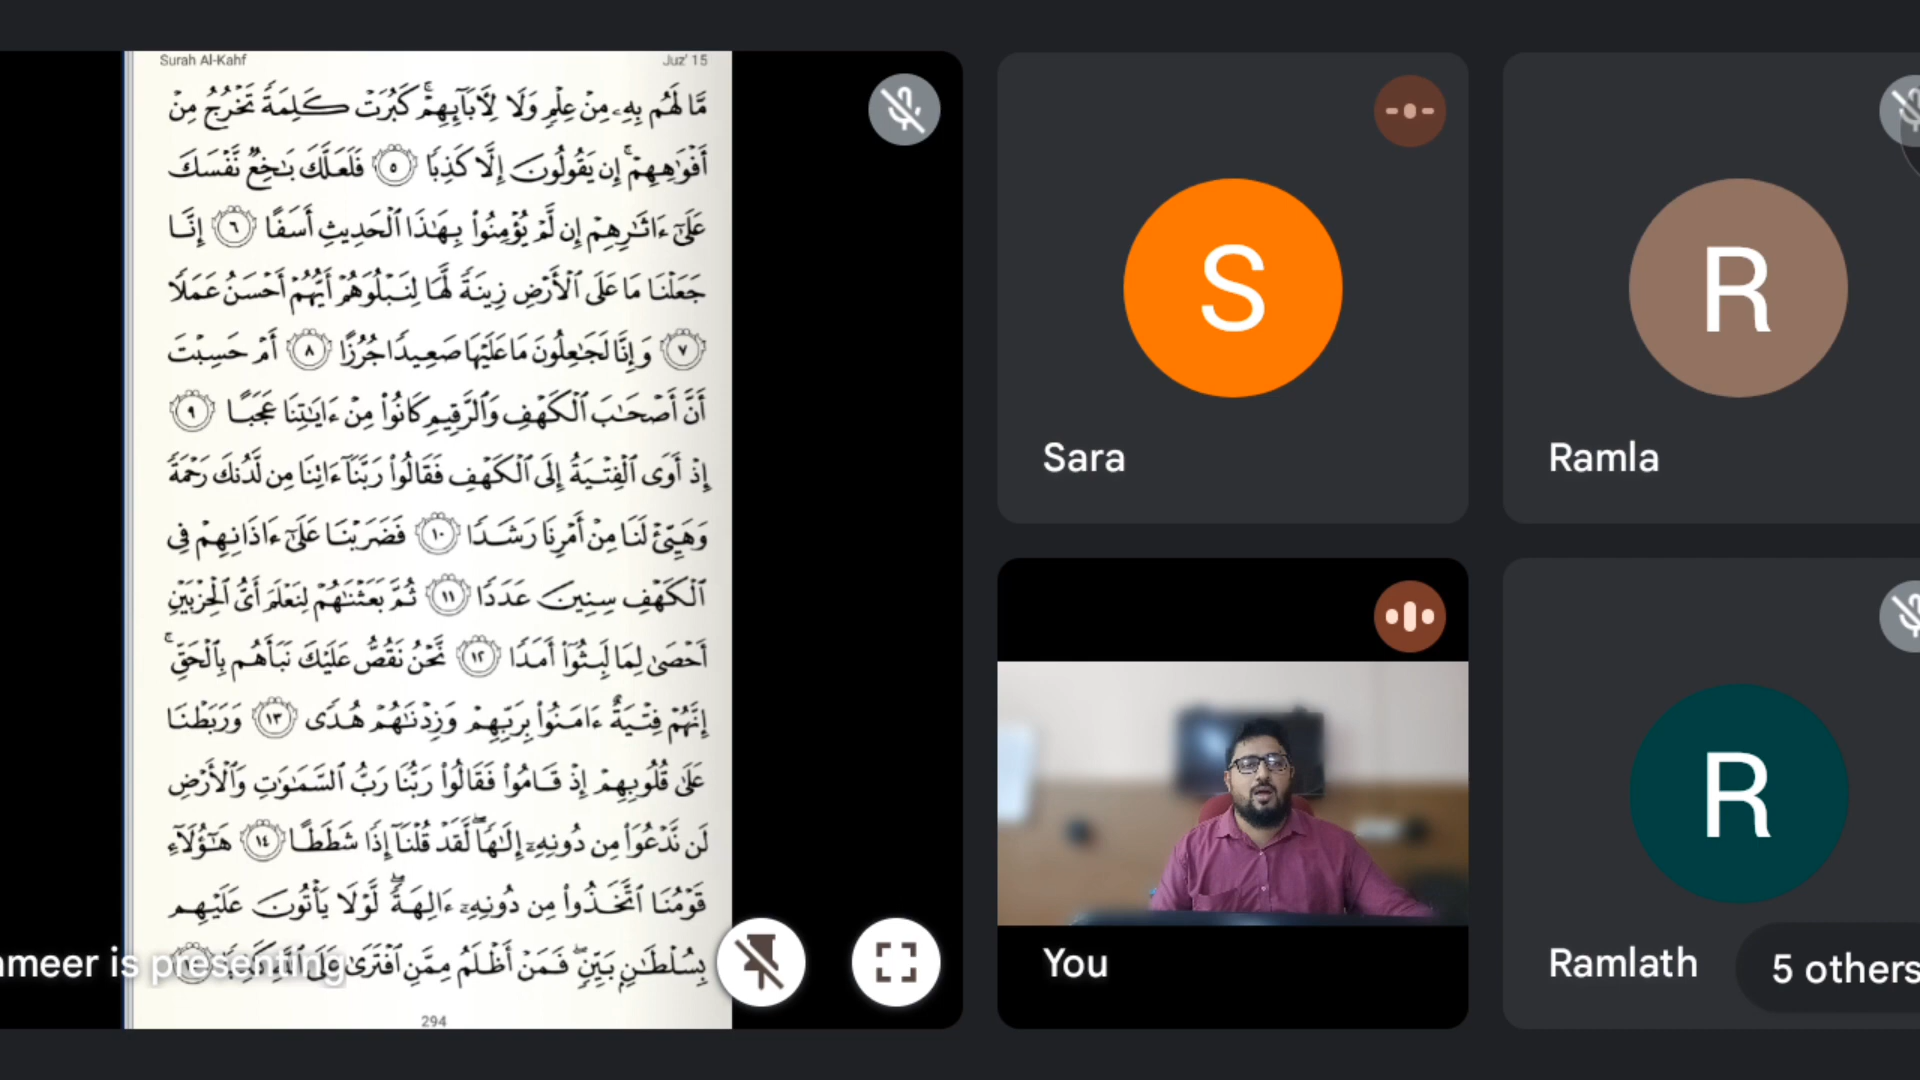 Surah Al-Kahf
Juz' 15
مَّا لَهُم بِهِۦ مِنْ عِلْمٍ وَلَا لِأَبَآئِهِمْ ۚ كَبُرَتْ كَلِمَةً تَخْرُجُ مِنْ
أَفْوَٰهِهِمْ ۚ إِن يَقُولُونَ إِلَّا كَذِبًا ٥ فَلَعَلَّكَ بَٰخِعٌ نَّفْسَكَ
عَلَىٰٓ ءَاثَٰرِهِمْ إِن لَّمْ يُؤْمِنُوا۟ بِهَٰذَا ٱلْحَدِيثِ أَسَفًا ٦ إِنَّا
جَعَلْنَا مَا عَلَى ٱلْأَرْضِ زِينَةً لَّهَا لِنَبْلُوَهُمْ أَيُّهُمْ أَحْسَنُ عَمَلًا
٧ وَإِنَّا لَجَٰعِلُونَ مَا عَلَيْهَا صَعِيدًا جُرُزًا ٨ أَمْ حَسِبْتَ
أَنَّ أَصْحَٰبَ ٱلْكَهْفِ وَٱلرَّقِيمِ كَانُوا۟ مِنْ ءَايَٰتِنَا عَجَبًا ٩
إِذْ أَوَى ٱلْفِتْيَةُ إِلَى ٱلْكَهْفِ فَقَالُوا۟ رَبَّنَآ ءَاتِنَا مِن لَّدُنكَ رَحْمَةً
وَهَيِّئْ لَنَا مِنْ أَمْرِنَا رَشَدًا ١٠ فَضَرَبْنَا عَلَىٰٓ ءَاذَانِهِمْ فِى
ٱلْكَهْفِ سِنِينَ عَدَدًا ١١ ثُمَّ بَعَثْنَٰهُمْ لِنَعْلَمَ أَىُّ ٱلْحِزْبَيْنِ
أَحْصَىٰ لِمَا لَبِثُوٓا۟ أَمَدًا ١٢ نَّحْنُ نَقُصُّ عَلَيْكَ نَبَأَهُم بِٱلْحَقِّ ۚ
إِنَّهُمْ فِتْيَةٌ ءَامَنُوا۟ بِرَبِّهِمْ وَزِدْنَٰهُمْ هُدًى ١٣ وَرَبَطْنَا
عَلَىٰ قُلُوبِهِمْ إِذْ قَامُوا۟ فَقَالُوا۟ رَبُّنَا رَبُّ ٱلسَّمَٰوَٰتِ وَٱلْأَرْضِ
لَن نَّدْعُوَا۟ مِن دُونِهِۦٓ إِلَٰهًا ۖ لَّقَدْ قُلْنَآ إِذًا شَطَطًا ١٤ هَٰٓؤُلَآءِ
قَوْمُنَا ٱتَّخَذُوا۟ مِن دُونِهِۦٓ ءَالِهَةً ۖ لَّوْلَا يَأْتُونَ عَلَيْهِم
بِسُلْطَٰنٍۭ بَيِّنٍ ۖ فَمَنْ أَظْلَمُ مِمَّنِ ٱفْتَرَىٰ عَلَى ٱللَّهِ كَذِبًا
294
ameer is presenting
S
Sara
R
Ramla
You
R
Ramlath
5 others